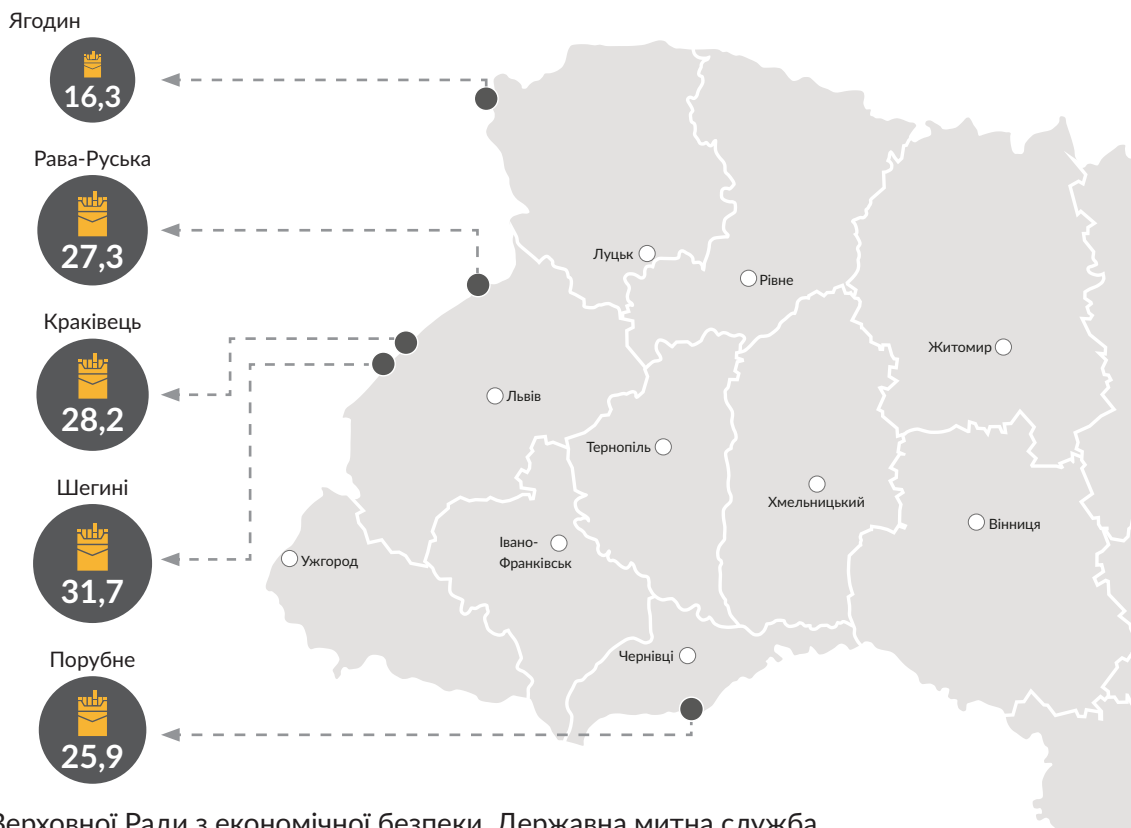 Ягодин
16,3
Рава-Руська
27,3
Краківець
28,2
Шегині
31,7
Порубне
25,9
Луцьк
Рівне
Житомир
Львів
Тернопіль
Хмельницький
Вінниця
Івано-
Франківськ
Ужгород
Чернівці
Верховної Ради з економічної безпеки, Державна митна служба